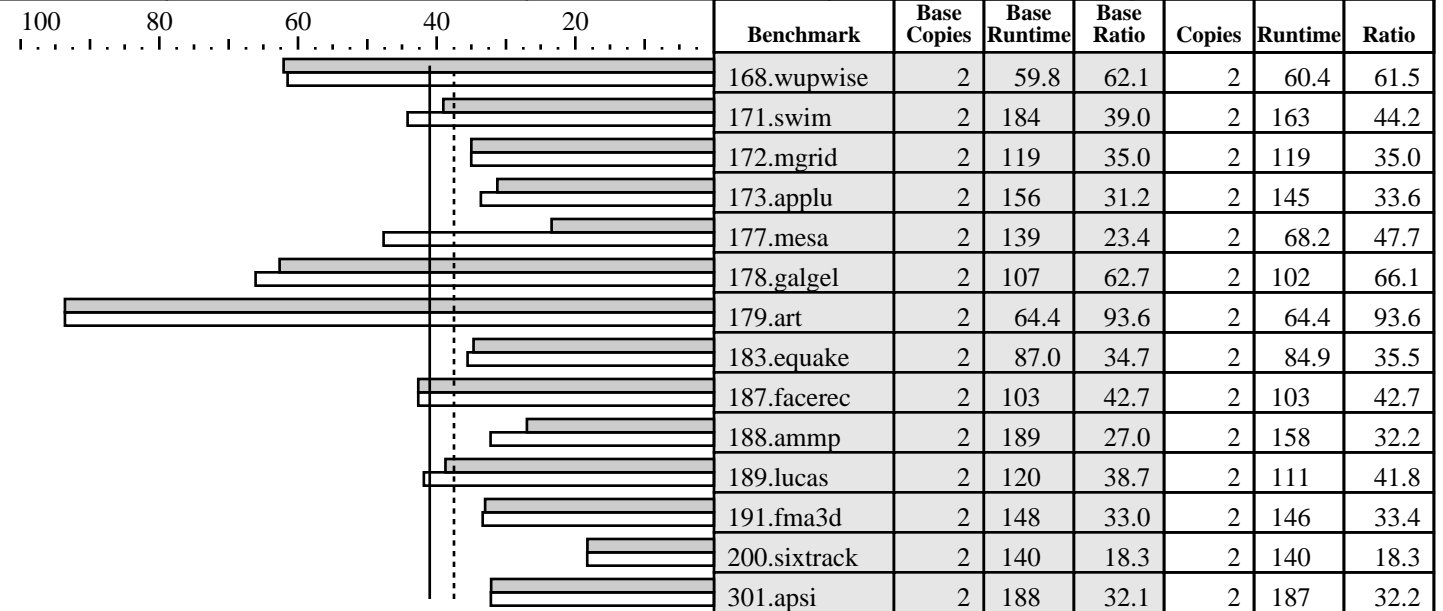 100 80 60 40 20
Benchmark Base Copies Base Runtime Base Ratio Copies Runtime Ratio
168.wupwise 2 59.8 62.1 2 60.4 61.5
171.swim 2 184 39.0 2 163 44.2
172.mgrid 2 119 35.0 2 119 35.0
173.applu 2 156 31.2 2 145 33.6
177.mesa 2 139 23.4 2 68.2 47.7
178.galgel 2 107 62.7 2 102 66.1
179.art 2 64.4 93.6 2 64.4 93.6
183.equake 2 87.0 34.7 2 84.9 35.5
187.facerec 2 103 42.7 2 103 42.7
188.ammp 2 189 27.0 2 158 32.2
189.lucas 2 120 38.7 2 111 41.8
191.fma3d 2 148 33.0 2 146 33.4
200.sixtrack 2 140 18.3 2 140 18.3
301.apsi 2 188 32.1 2 187 32.2